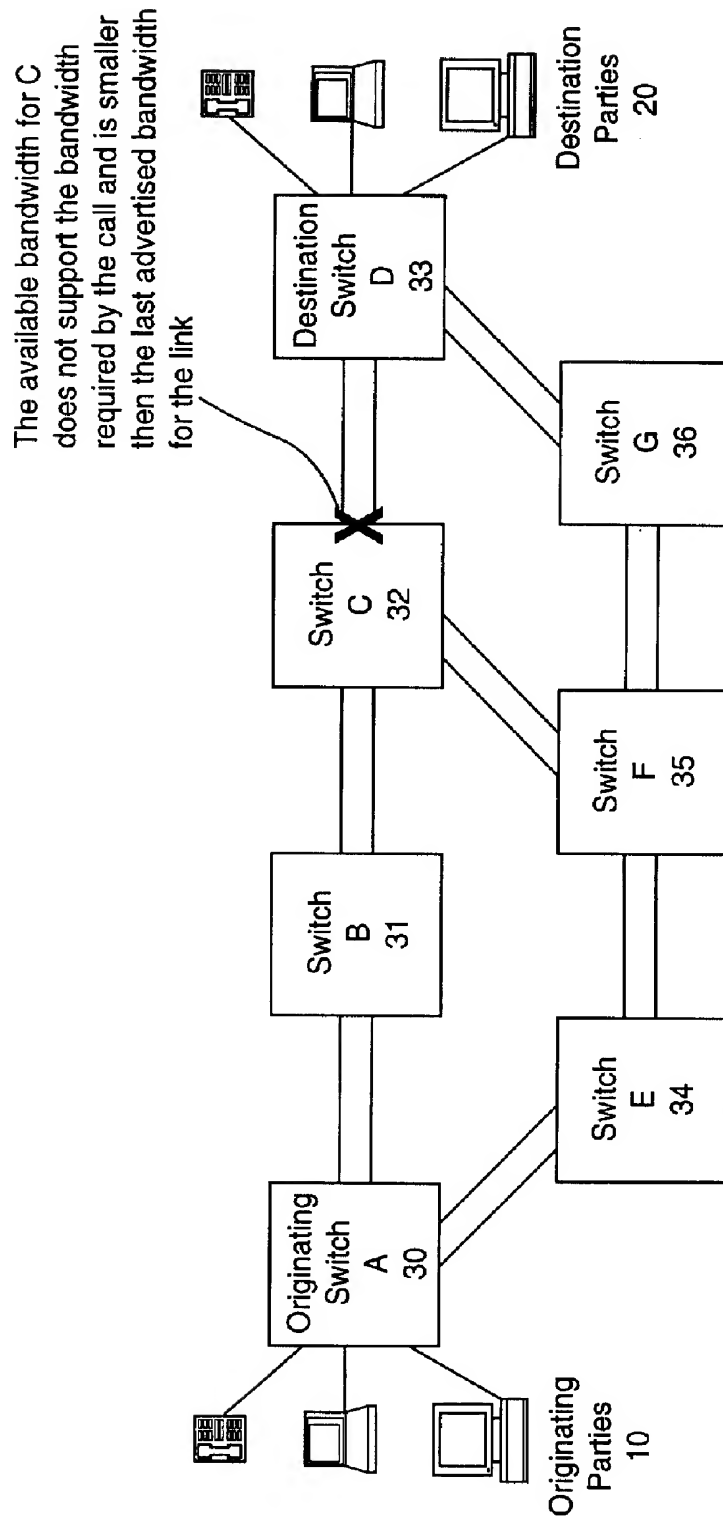 The available bandwidth for C
does not support the bandwidth
required by the call and is smaller
then the last advertised bandwidth
for the link
Originating
Switch
A
30
Switch
B
31
Switch
C
32
Destination
Switch
D
33
Switch
E
34
Switch
F
35
Switch
G
36
Originating
Parties
10
Destination
Parties
20